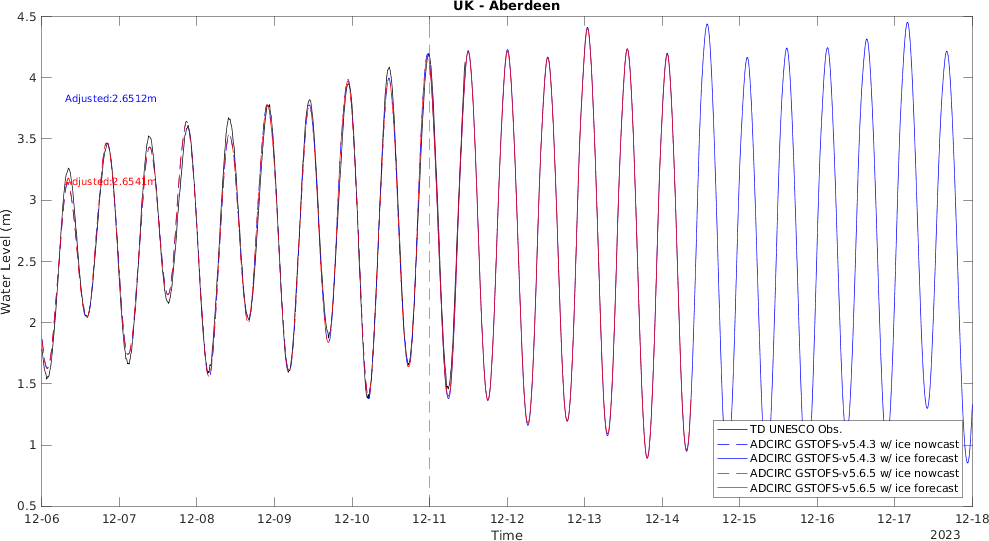 UK - Aberdeen
4.5
4
3.5
3
2.5
2
1.5
1
0.5
Water Level (m)
Adjusted:2.6512m
Adjusted:2.6541m
TD UNESCO Obs.
ADCIRC GSTOFS-v5.4.3 w/ ice nowcast
ADCIRC GSTOFS-v5.4.3 w/ ice forecast
ADCIRC GSTOFS-v5.6.5 w/ ice nowcast
ADCIRC GSTOFS-v5.6.5 w/ ice forecast
12-06 12-07 12-08 12-09 12-10 12-11 12-12 12-13 12-14 12-15 12-16 12-17 12-18
Time
2023